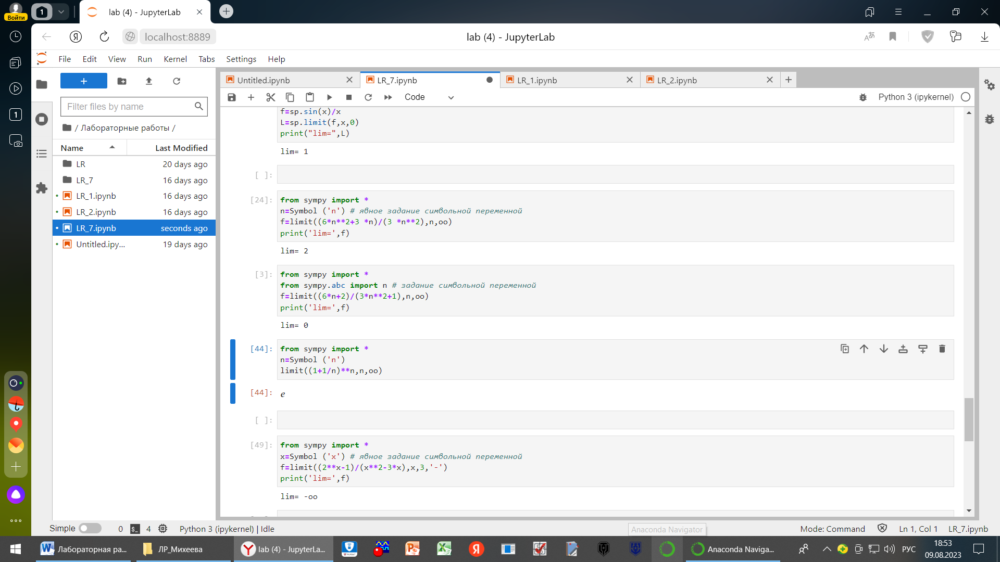 Войти
1
lab (4) - JupyterLab
localhost:8889
lab (4) - JupyterLab
File Edit View Run Kernel Tabs Settings Help
Untitled.ipynb
LR_7.ipynb
LR_1.ipynb
LR_2.ipynb
Filter files by name
Code
Python 3 (ipykernel)
/ Лабораторные работы /
Name Last Modified
LR 20 days ago
LR_7 16 days ago
LR_1.ipynb 16 days ago
LR_2.ipynb 16 days ago
LR_7.ipynb seconds ago
Untitled.ipy... 19 days ago
1
f=sp.sin(x)/x
L=sp.limit(f,x,0)
print("lim=",L)
lim= 1
[ ]:
[24]: from sympy import *
n=Symbol ('n') # явное задание символьной переменной
f=limit((6*n**2+3 *n)/(3 *n**2),n,oo)
print('lim=',f)
lim= 2
[3]: from sympy import *
from sympy.abc import n # задание символьной переменной
f=limit((6*n+2)/(3*n**2+1),n,oo)
print('lim=',f)
lim= 0
[44]: from sympy import *
n=Symbol ('n')
limit((1+1/n)**n,n,oo)
[44]: e
[ ]:
[49]: from sympy import *
x=Symbol ('x') # явное задание символьной переменной
f=limit((2**x-1)/(x**2-3*x),x,3,'-')
print('lim=',f)
lim= -oo
Simple 0 $_ 4 Python 3 (ipykernel) | Idle
Anaconda Navigator
Mode: Command Ln 1, Col 1 LR_7.ipynb
Лабораторная ра...
ЛР_Михеева
lab (4) - JupyterLa...
Anaconda Naviga...
РУС
18:53
09.08.2023